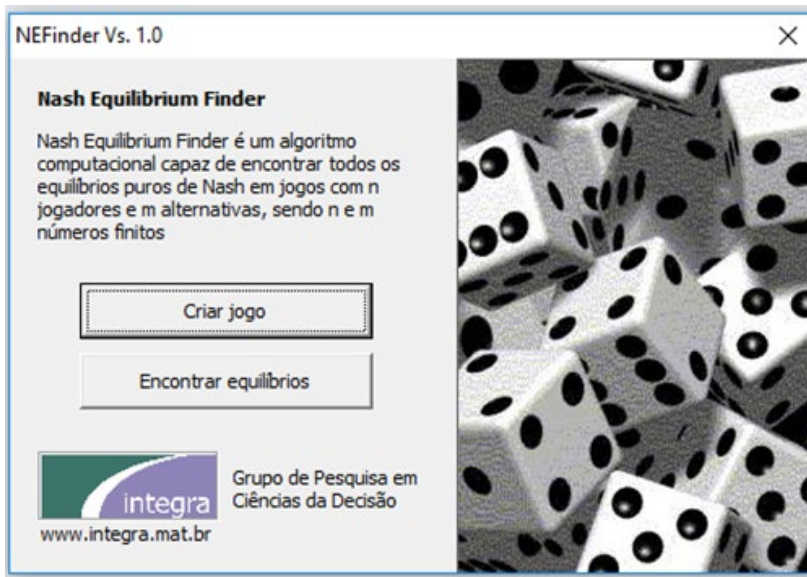 NEFinder Vs. 1.0
Nash Equilibrium Finder
Nash Equilibrium Finder é um algoritmo
computacional capaz de encontrar todos os
equilíbrios puros de Nash em jogos com n
jogadores e m alternativas, sendo n e m
números finitos
Criar jogo
Encontrar equilíbrios
integra
www.integra.mat.br
Grupo de Pesquisa em
Ciências da Decisão